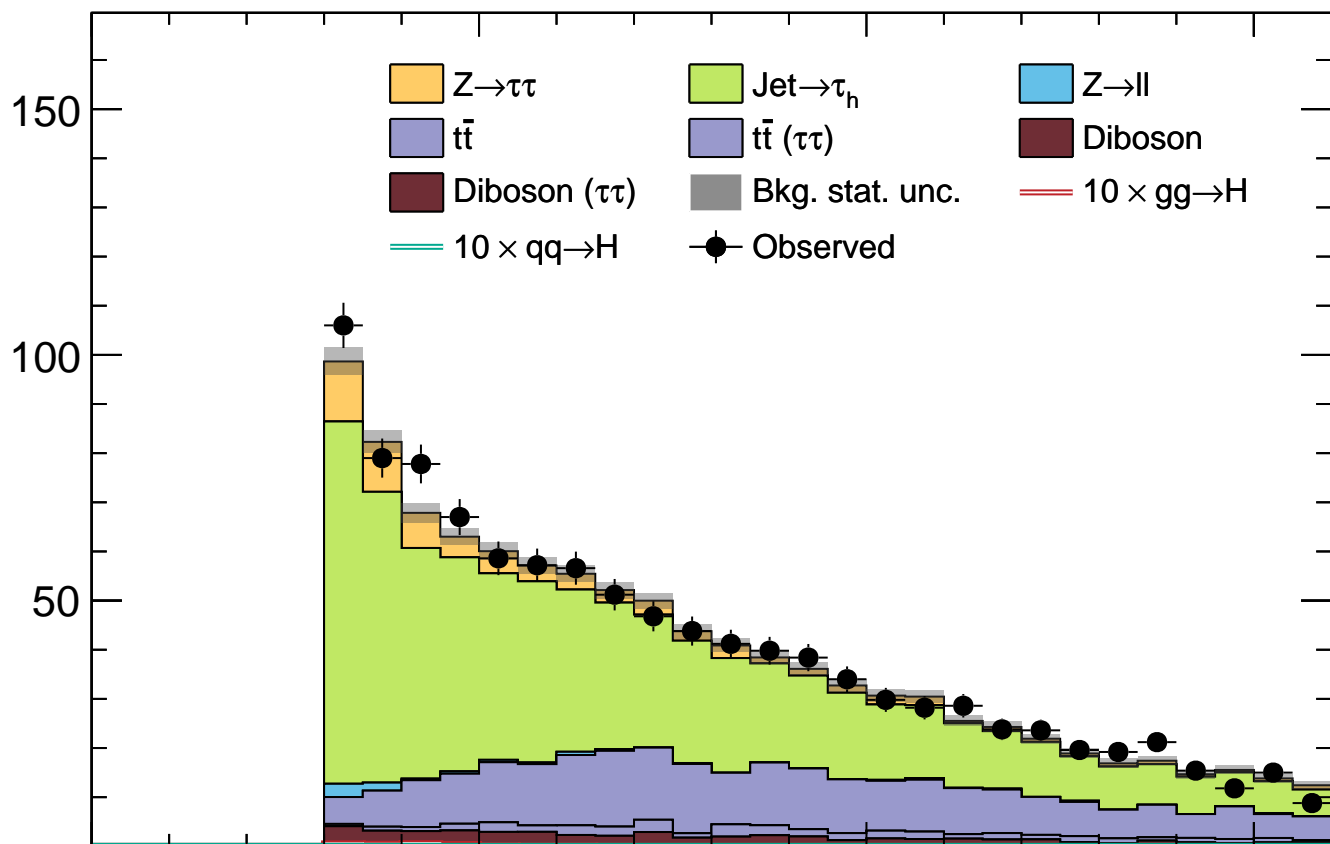 150
100
50
Z→ττ Jet→τh Z→ll
tt̄ tt̄ (ττ) Diboson
Diboson (ττ) Bkg. stat. unc. 10 × gg→H
10 × qq→H Observed